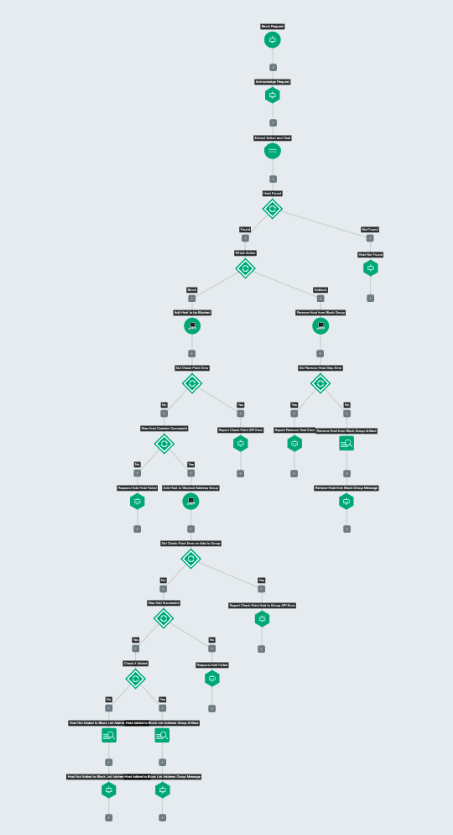 Block Request
Acknowledge Request
Extract Action and Host
Host Found
Found
Not Found
Which Action
Host Not Found
Block
Unblock
Add Host to be Blocked
Remove Host from Block Group
Did Check Point Error
Did Remove Host Step Error
No
Yes
Yes
No
Was Host Creation Successful
Report Check Point API Error
Report Remove Host Error
Remove Host from Block Group Artifact
No
Yes
Respond Add Host Failed
Add Host to Blocked Address Group
Remove Host from Block Group Message
Did Check Point Error on Add to Group
No
Yes
Was Add Successful
Report Check Point Add to Group API Error
Yes
No
Check if Added
Respond Add Failed
No
Yes
Host Not Added to Block List Address
Host Added to Block List Address Group Artifact
Host Not Added to Block List Address
Host Added to Block List Address Group Message